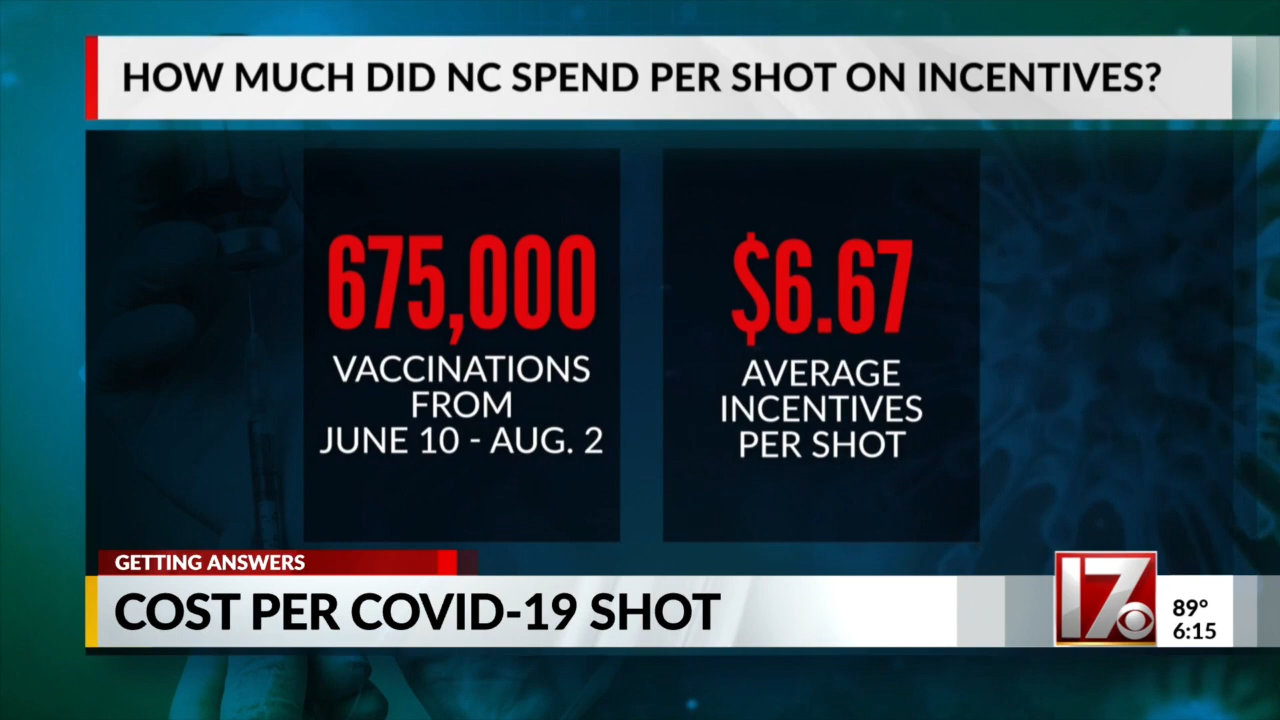 HOW MUCH DID NC SPEND PER SHOT ON INCENTIVES?
675,000
VACCINATIONS
FROM
JUNE 10 - AUG. 2
$6.67
AVERAGE
INCENTIVES
PER SHOT
GETTING ANSWERS
COST PER COVID-19 SHOT
17
89°
6:15